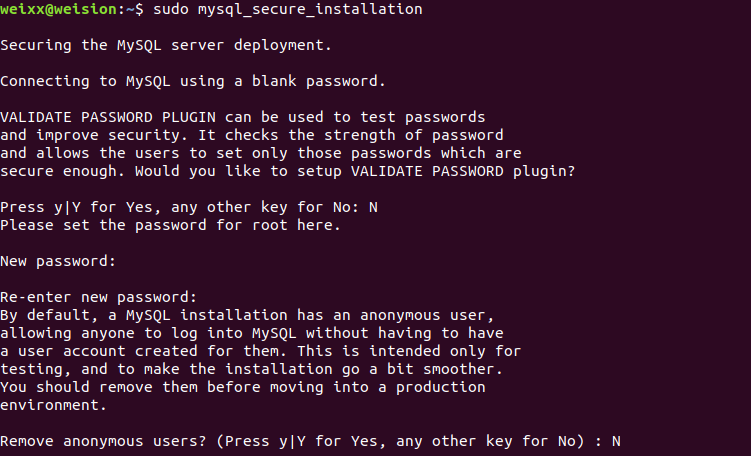 weixx@weision:~$ sudo mysql_secure_installation
Securing the MySQL server deployment.
Connecting to MySQL using a blank password.
VALIDATE PASSWORD PLUGIN can be used to test passwords
and improve security. It checks the strength of password
and allows the users to set only those passwords which are
secure enough. Would you like to setup VALIDATE PASSWORD plugin?
Press y|Y for Yes, any other key for No: N
Please set the password for root here.
New password:
Re-enter new password:
By default, a MySQL installation has an anonymous user,
allowing anyone to log into MySQL without having to have
a user account created for them. This is intended only for
testing, and to make the installation go a bit smoother.
You should remove them before moving into a production
environment.
Remove anonymous users? (Press y|Y for Yes, any other key for No) : N